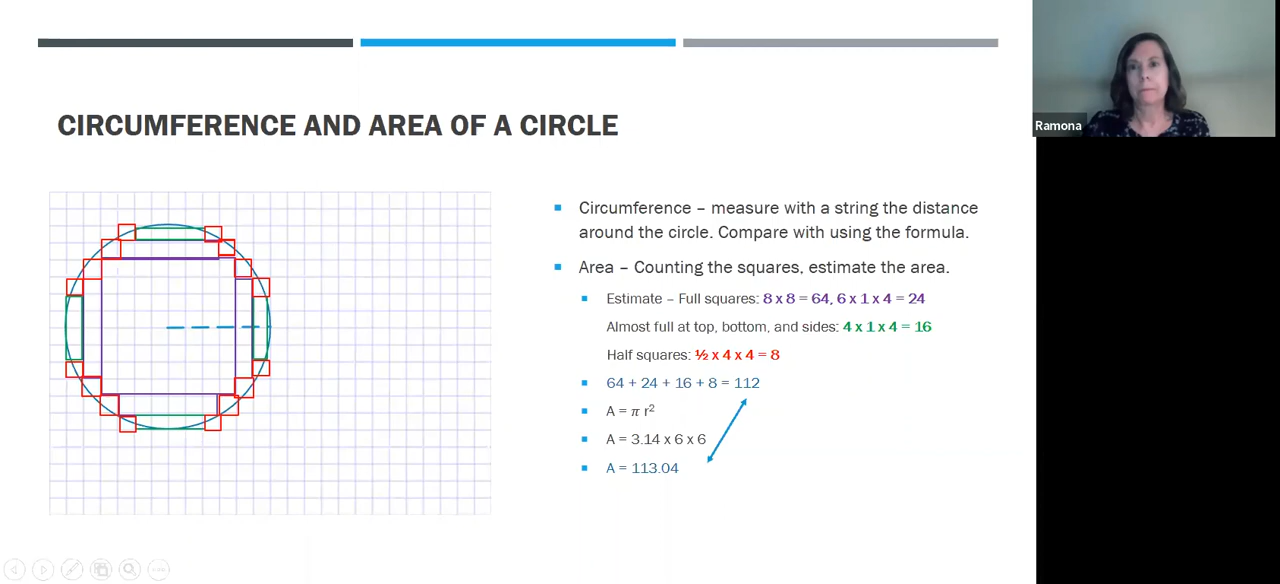 CIRCUMFERENCE AND AREA OF A CIRCLE
Circumference – measure with a string the distance
around the circle. Compare with using the formula.
Area – Counting the squares, estimate the area.
Estimate – Full squares: 8 x 8 = 64, 6 x 1 x 4 = 24
Almost full at top, bottom, and sides: 4 x 1 x 4 = 16
Half squares: ½ x 4 x 4 = 8
64 + 24 + 16 + 8 = 112
A = π r²
A = 3.14 x 6 x 6
A = 113.04
Ramona